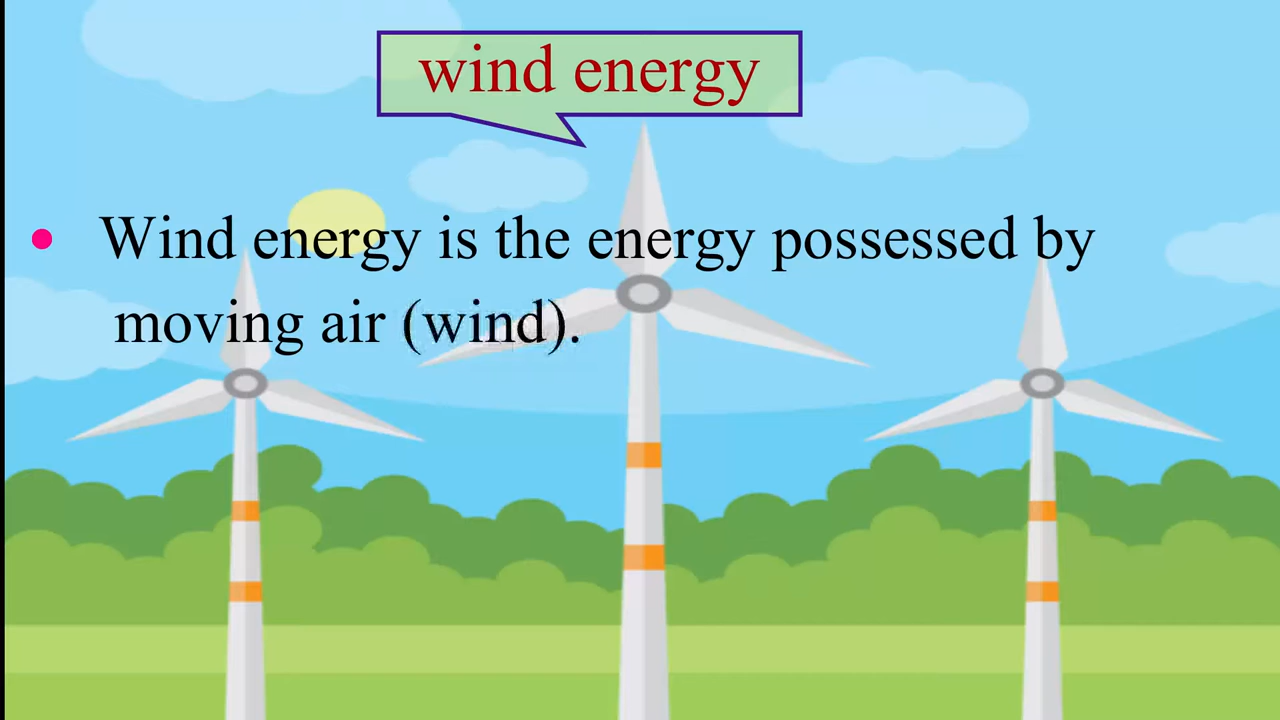 wind energy
• Wind energy is the energy possessed by
moving air (wind).